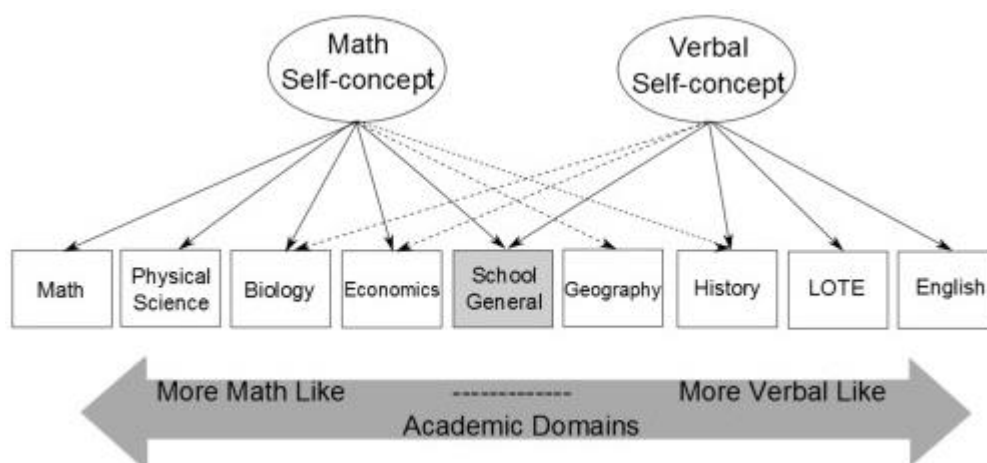 Math
Self-concept
Verbal
Self-concept
Math
Physical
Science
Biology
Economics
School
General
Geography
History
LOTE
English
More Math Like ------------- More Verbal Like
Academic Domains